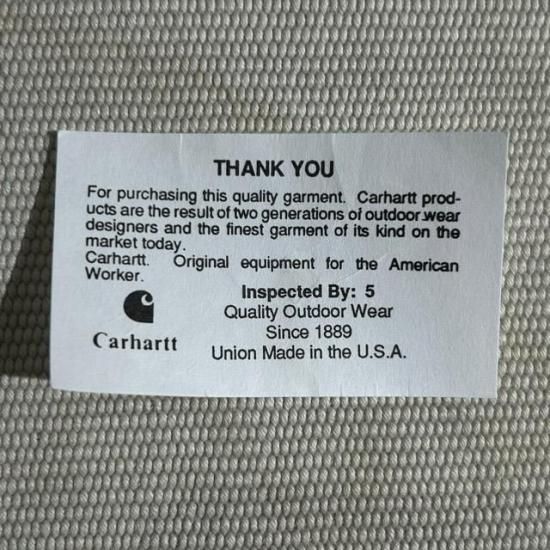 THANK YOU
For purchasing this quality garment. Carhartt prod-
ucts are the result of two generations of outdoor wear
designers and the finest garment of its kind on the
market today.
Carhartt. Original equipment for the American
Worker.
Inspected By: 5
Quality Outdoor Wear
Since 1889
Union Made in the U.S.A.
Carhartt